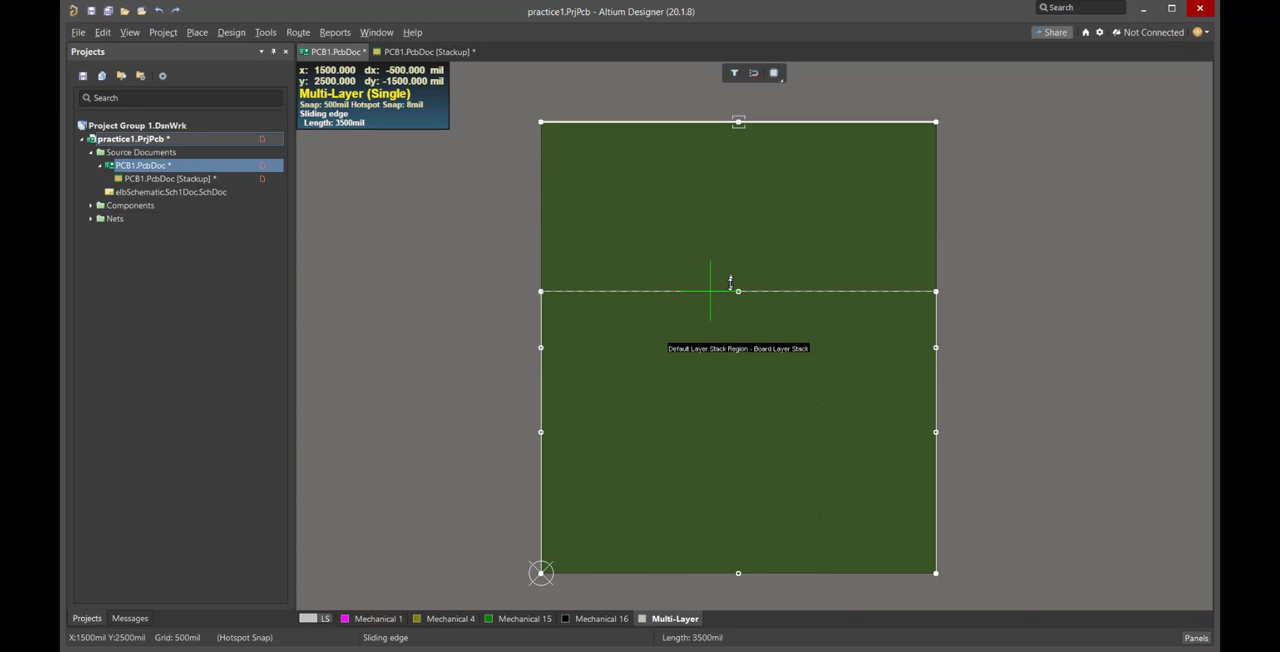 practice1.PrjPcb - Altium Designer (20.1.8)
Search
File Edit View Project Place Design Tools Route Reports Window Help
Share Not Connected
Projects
PCB1.PcbDoc * PCB1.PcbDoc [Stackup] *
x: 1500.000 dx: -500.000 mil
y: 2500.000 dy: -1500.000 mil
Multi-Layer (Single)
Snap: 500mil Hotspot Snap: 8mil
Sliding edge
Length: 3500mil
Search
Project Group 1.DsnWrk
practice1.PrjPcb *
Source Documents
PCB1.PcbDoc *
PCB1.PcbDoc [Stackup] *
elbSchematic.Sch1Doc.SchDoc
Components
Nets
Default Layer Stack Region - Board Layer Stack
Projects Messages
LS Mechanical 1 Mechanical 4 Mechanical 15 Mechanical 16 Multi-Layer
X:1500mil Y:2500mil Grid: 500mil (Hotspot Snap) Sliding edge Length: 3500mil Panels